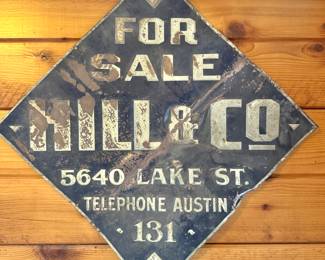 FOR
SALE
HILL & CO
5640 LAKE ST.
TELEPHONE AUSTIN
· 131 ·